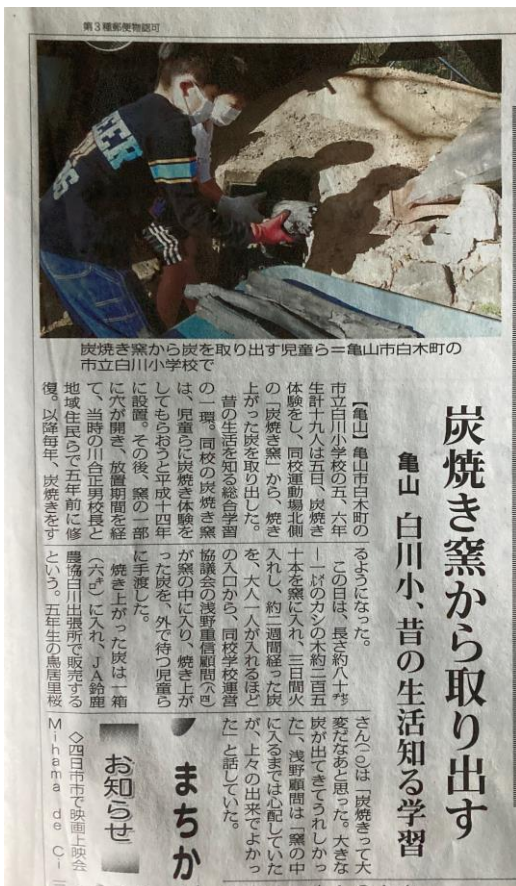 第3種郵便物認可
炭焼き窯から炭を取り出す児童ら＝亀山市白木町の
市立白川小学校で
炭焼き窯から取り出す
亀山 白川小、昔の生活知る学習
【亀山】亀山市白木町の
市立白川小学校の五、六年
生計十九人は五日、炭焼き
体験をし、同校運動場北側
の「炭焼き窯」から、焼き
上がった炭を取り出した。
昔の生活を知る総合学習
の一環。同校の炭焼き窯
は、児童らに炭焼き体験を
してもらおうと平成十四年
に設置。その後、窯の一部
に穴が開き、放置期間を経
て、当時の川合正男校長と
地域住民らで五年前に修
復。以降毎年、炭焼きをす
るようになった。
この日は、長さ約八十㌢
―一㍍のカシの木約二百五
十本を窯に入れ、三日間火
入れし、約二週間経った炭
を、大人一人が入れるほど
の入口から、同校学校運営
協議会の浅野重信顧問（八四）
が窯の中に入り、焼き上が
った炭を、外で待つ児童ら
に手渡した。
焼き上がった炭は一箱
（六㌔）に入れ、ＪＡ鈴鹿
農協白川出張所で販売する
という。五年生の鳥居里桜
さん（一〇）は「炭焼きって大
変だなあと思った。大きな
炭が出てきてうれしかっ
た」、浅野顧問は「窯の中
に入るまでは心配していた
が、上々の出来でよかっ
た」と話していた。
まちか
お知らせ
◇四日市市で映画上映会
Mihama de Ci